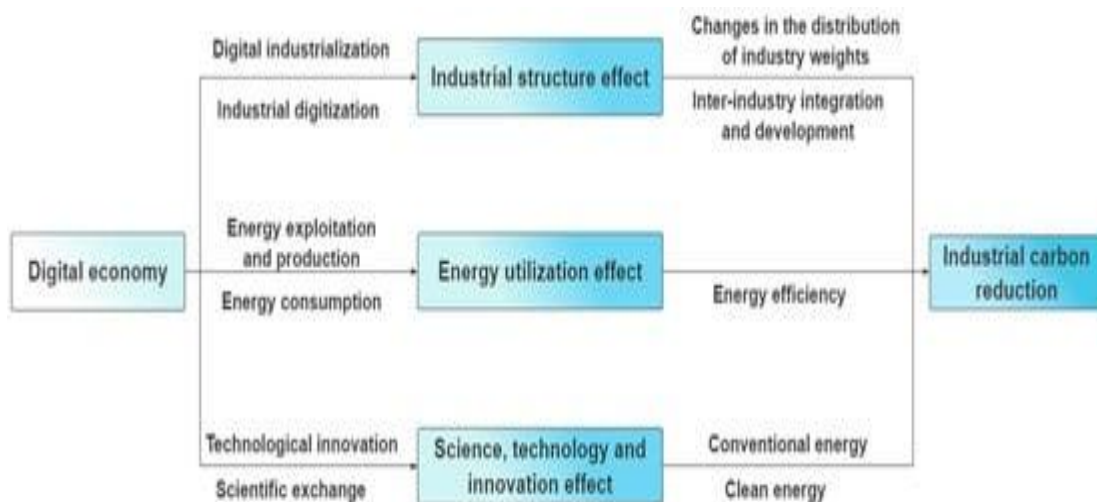 Digital industrialization
Industrial digitization
Industrial structure effect
Changes in the distribution
of industry weights
Inter-industry integration
and development
Digital economy
Energy exploitation
and production
Energy consumption
Energy utilization effect
Energy efficiency
Industrial carbon
reduction
Technological innovation
Scientific exchange
Science, technology and
innovation effect
Conventional energy
Clean energy